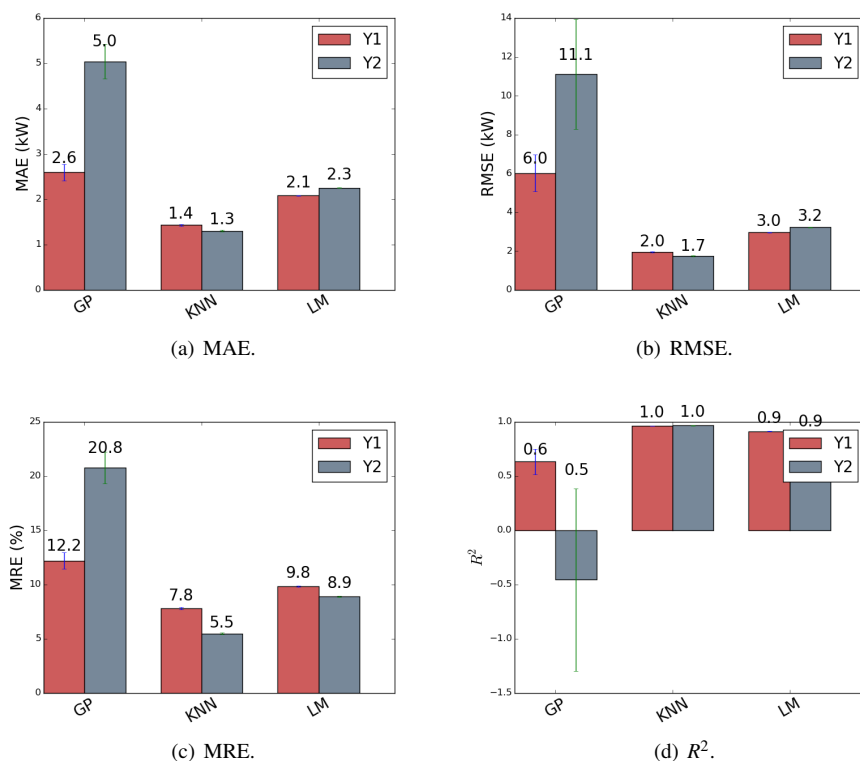 6
5
4
3
2
1
0
MAE (kW)
2.6
5.0
1.4
1.3
2.1
2.3
Y1
Y2
GP
KNN
LM
(a) MAE.
14
12
10
8
6
4
2
0
RMSE (kW)
6.0
11.1
2.0
1.7
3.0
3.2
Y1
Y2
GP
KNN
LM
(b) RMSE.
25
20
15
10
5
0
MRE (%)
12.2
20.8
7.8
5.5
9.8
8.9
Y1
Y2
GP
KNN
LM
(c) MRE.
1.0
0.5
0.0
−0.5
−1.0
−1.5
R²
0.6
0.5
1.0
1.0
0.9
0.9
Y1
Y2
GP
KNN
LM
(d) R².